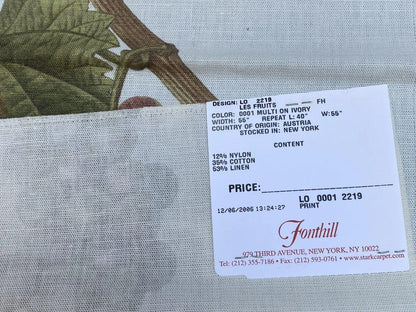 DESIGN: LO 2219
LES FRUITS FH
COLOR: 0001 MULTI ON IVORY
WIDTH: 55" REPEAT L: 40" W: 55"
COUNTRY OF ORIGIN: AUSTRIA
STOCKED IN: NEW YORK
CONTENT
12% NYLON
35% COTTON
53% LINEN
PRICE:
LO 0001 2219
12/06/2006 13:24:27 PRINT
Fonthill
979 THIRD AVENUE, NEW YORK, NY 10022
Tel: (212) 355-7186 • Fax: (212) 593-0761 • www.starkcarpet.com